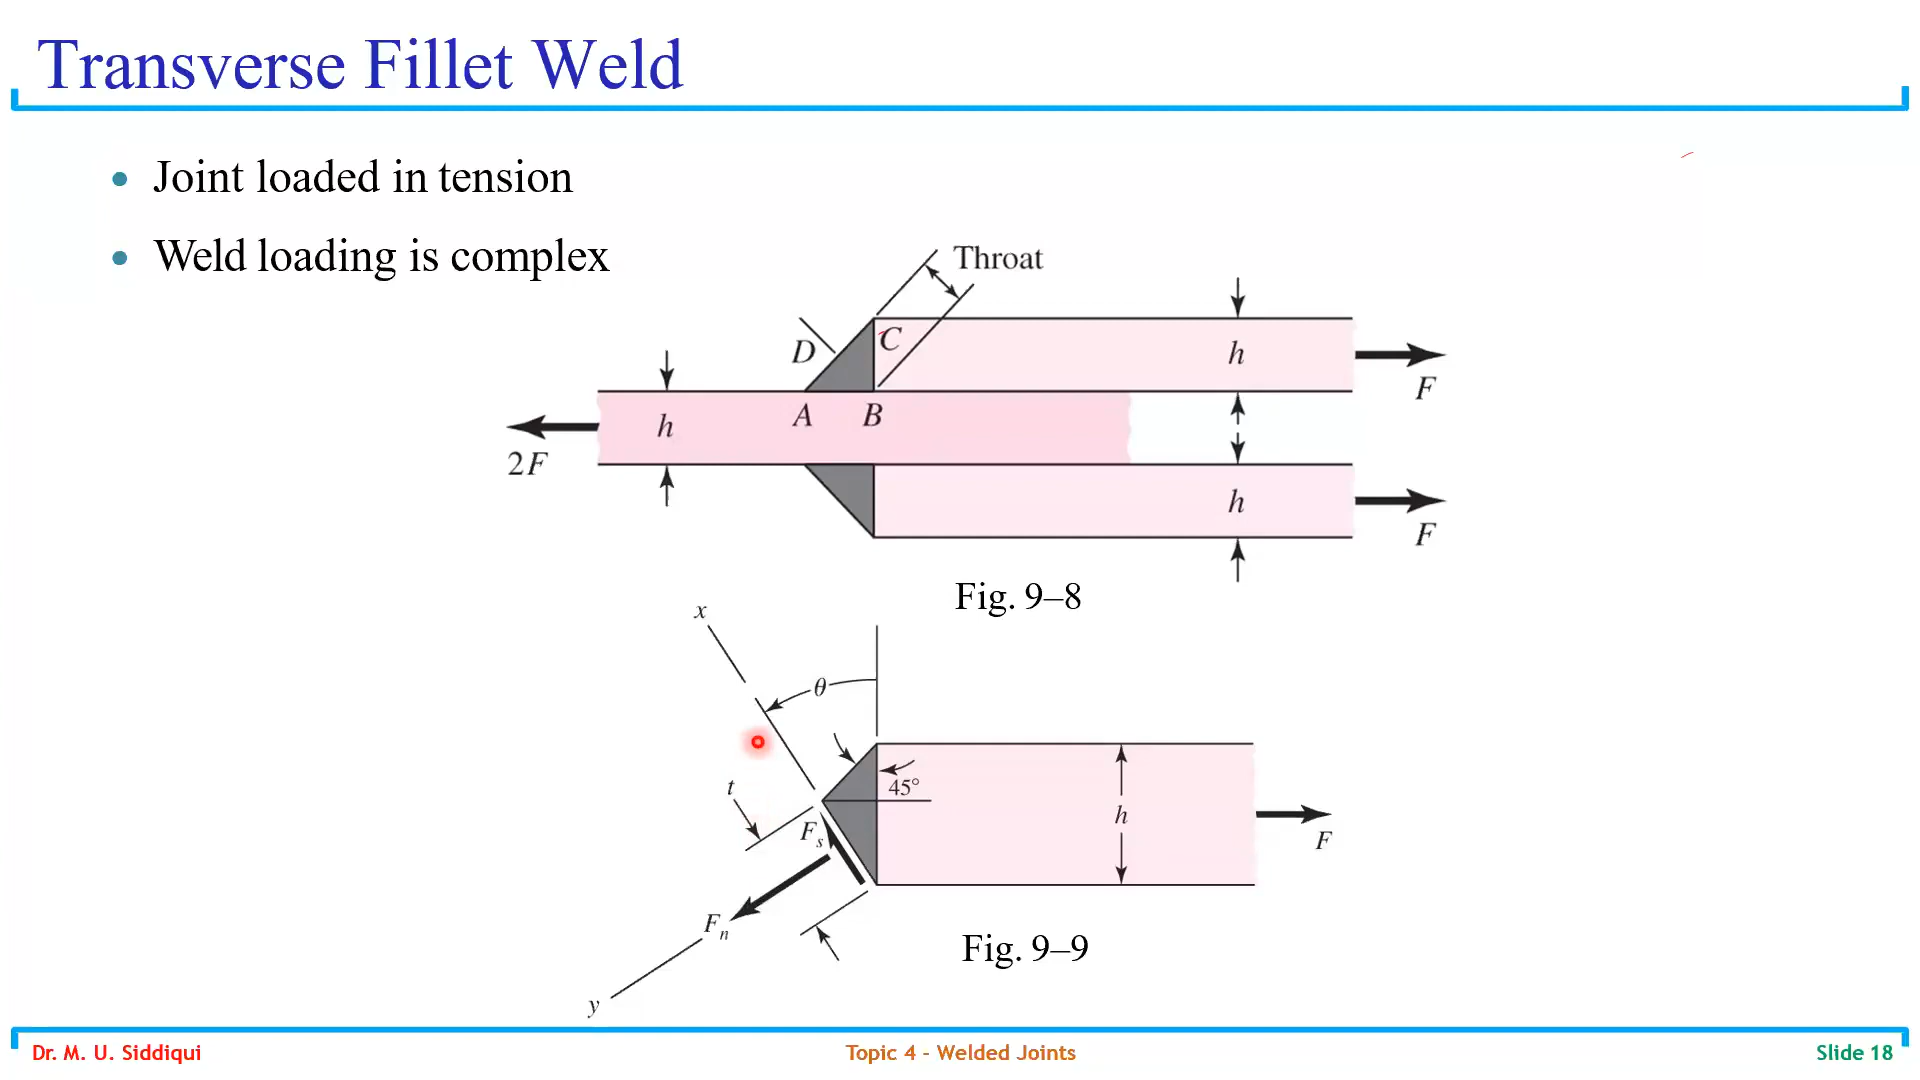 Transverse Fillet Weld
• Joint loaded in tension
• Weld loading is complex
Throat
D
C
h
F
A
B
h
2F
h
F
Fig. 9–8
x
θ
45°
t
h
F
Fs
Fn
Fig. 9–9
y
Dr. M. U. Siddiqui
Topic 4 - Welded Joints
Slide 18